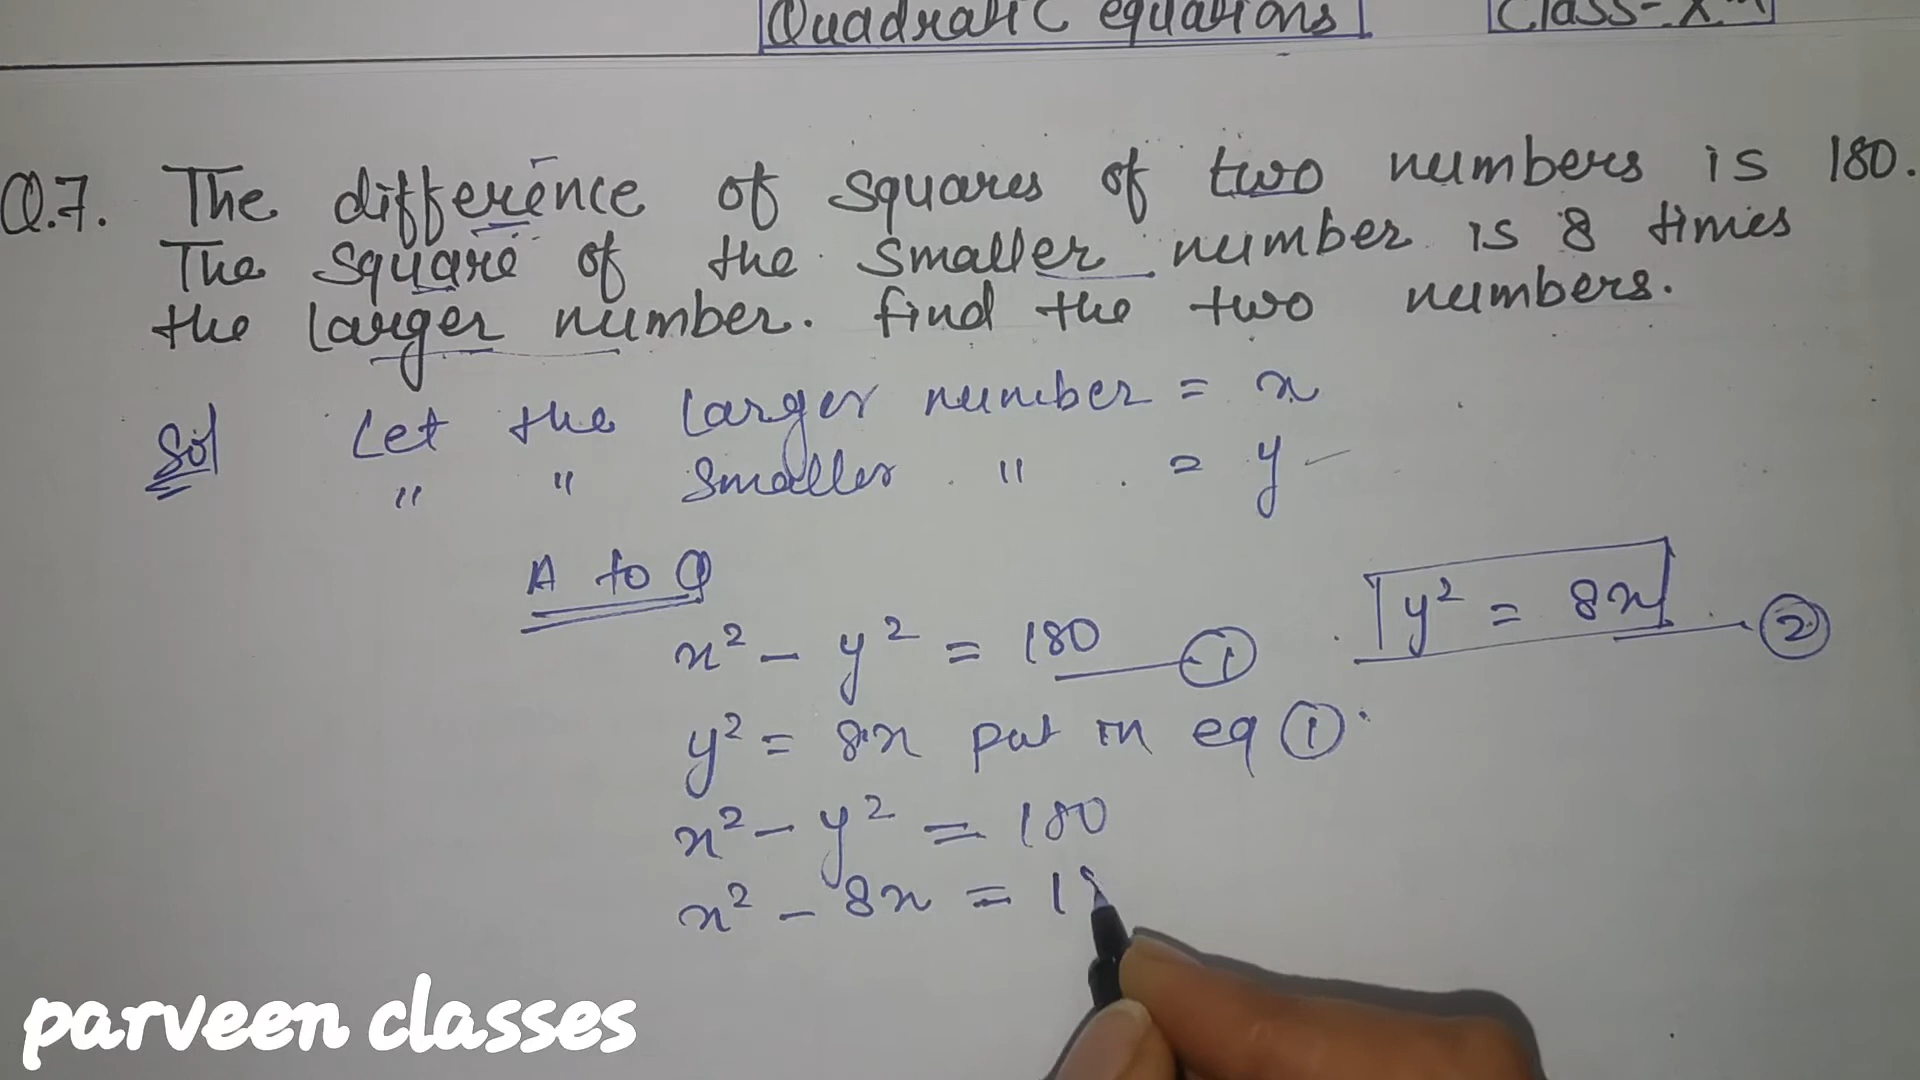 Quadratic equations Class-X
Q.7. The difference of squares of two numbers is 180.
The square of the smaller number is 8 times
the larger number. find the two numbers.
Sol Let the larger number = x
" " smaller " = y
A to Q
x² - y² = 180 ① y² = 8x ②
y² = 8x put in eq ①
x² - y² = 180
x² - 8x = 18
parveen classes